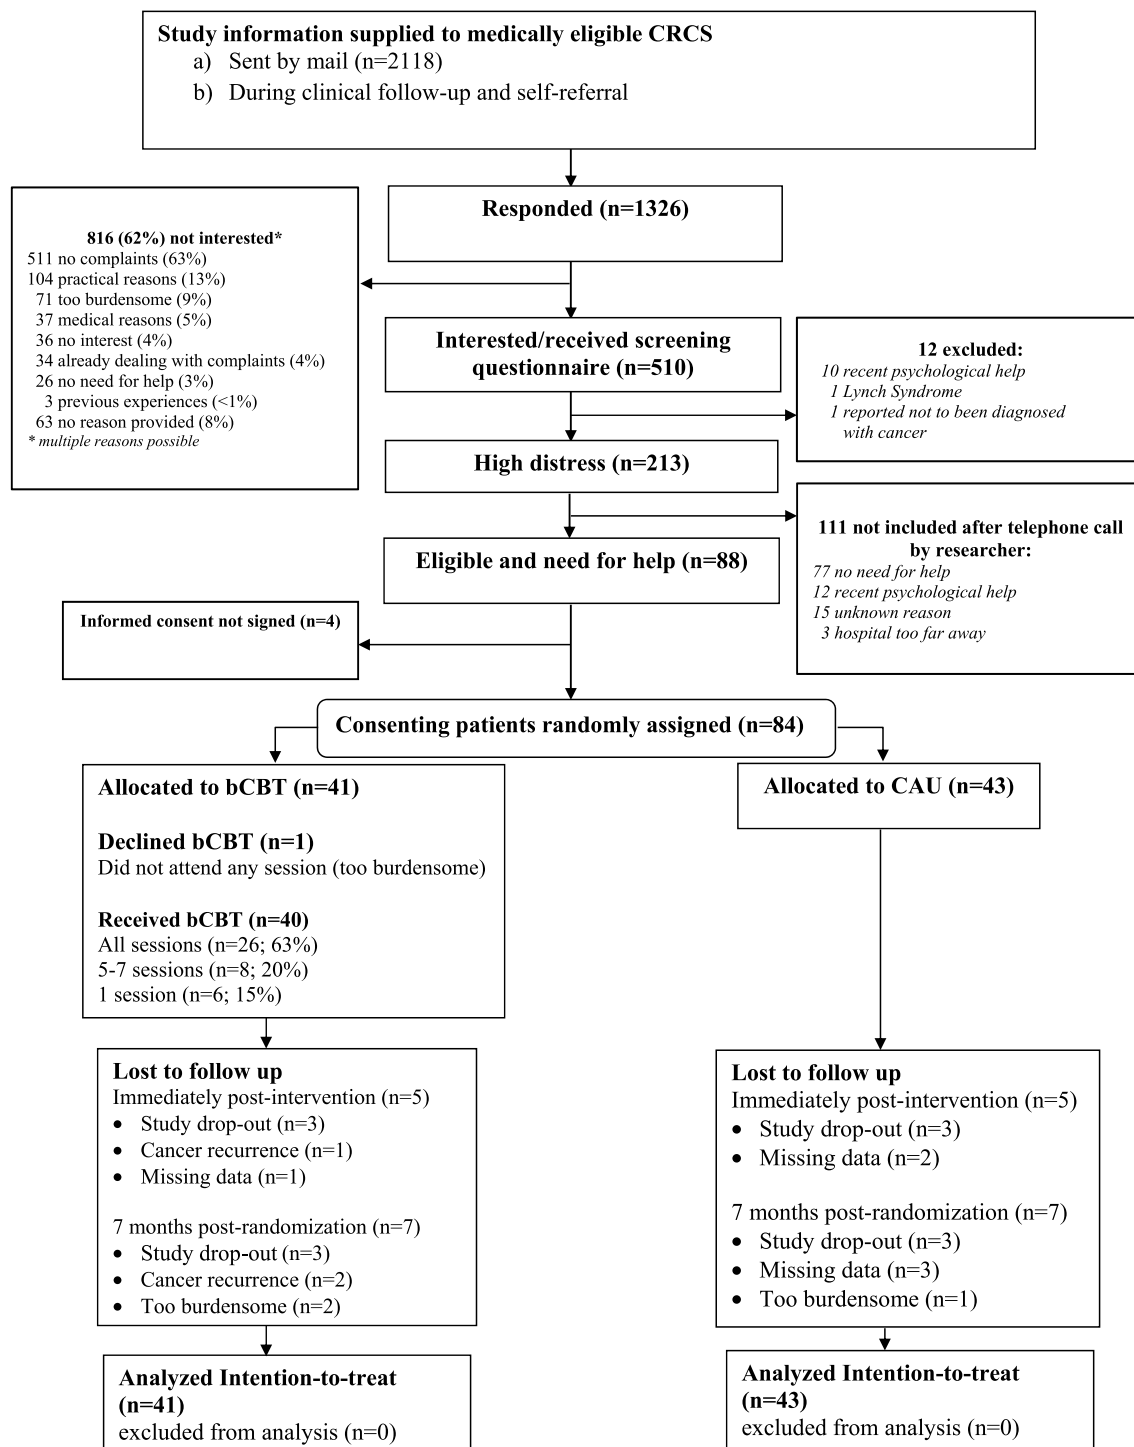 Study information supplied to medically eligible CRCS
a) Sent by mail (n=2118)
b) During clinical follow-up and self-referral
Responded (n=1326)
816 (62%) not interested*
511 no complaints (63%)
104 practical reasons (13%)
71 too burdensome (9%)
37 medical reasons (5%)
36 no interest (4%)
34 already dealing with complaints (4%)
26 no need for help (3%)
3 previous experiences (<1%)
63 no reason provided (8%)
* multiple reasons possible
Interested/received screening
questionnaire (n=510)
12 excluded:
10 recent psychological help
1 Lynch Syndrome
1 reported not to been diagnosed
with cancer
High distress (n=213)
111 not included after telephone call
by researcher:
77 no need for help
12 recent psychological help
15 unknown reason
3 hospital too far away
Eligible and need for help (n=88)
Informed consent not signed (n=4)
Consenting patients randomly assigned (n=84)
Allocated to bCBT (n=41)
Declined bCBT (n=1)
Did not attend any session (too burdensome)
Received bCBT (n=40)
All sessions (n=26; 63%)
5-7 sessions (n=8; 20%)
1 session (n=6; 15%)
Allocated to CAU (n=43)
Lost to follow up
Immediately post-intervention (n=5)
• Study drop-out (n=3)
• Cancer recurrence (n=1)
• Missing data (n=1)
7 months post-randomization (n=7)
• Study drop-out (n=3)
• Cancer recurrence (n=2)
• Too burdensome (n=2)
Lost to follow up
Immediately post-intervention (n=5)
• Study drop-out (n=3)
• Missing data (n=2)
7 months post-randomization (n=7)
• Study drop-out (n=3)
• Missing data (n=3)
• Too burdensome (n=1)
Analyzed Intention-to-treat
(n=41)
excluded from analysis (n=0)
Analyzed Intention-to-treat
(n=43)
excluded from analysis (n=0)